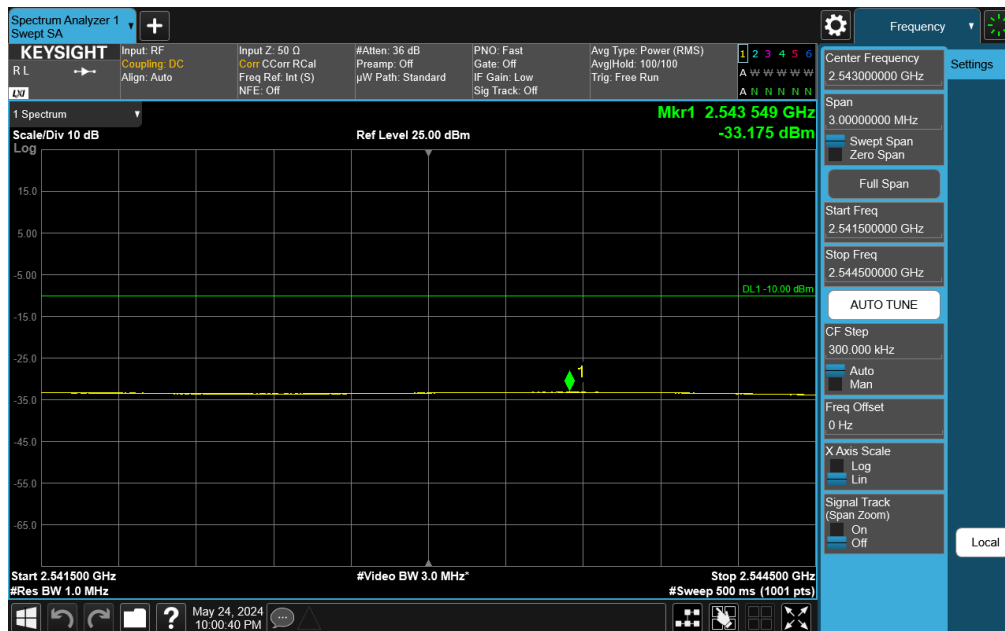 Spectrum Analyzer 1
Swept SA
Frequency
KEYSIGHT
R L
LXI
Input: RF
Coupling: DC
Align: Auto
Input Z: 50 Ω
Corr CCorr RCal
Freq Ref: Int (S)
NFE: Off
#Atten: 36 dB
Preamp: Off
µW Path: Standard
PNO: Fast
Gate: Off
IF Gain: Low
Sig Track: Off
Avg Type: Power (RMS)
Avg|Hold: 100/100
Trig: Free Run
1 2 3 4 5 6
A W W W W W
A N N N N N
1 Spectrum
Scale/Div 10 dB
Log
Ref Level 25.00 dBm
Mkr1 2.543 549 GHz
-33.175 dBm
15.0
5.00
-5.00
-15.0
-25.0
-35.0
-45.0
-55.0
-65.0
DL1 -10.00 dBm
1
Start 2.541500 GHz
#Res BW 1.0 MHz
#Video BW 3.0 MHz*
Stop 2.544500 GHz
#Sweep 500 ms (1001 pts)
Center Frequency
2.543000000 GHz
Span
3.00000000 MHz
Swept Span
Zero Span
Full Span
Start Freq
2.541500000 GHz
Stop Freq
2.544500000 GHz
AUTO TUNE
CF Step
300.000 kHz
Auto
Man
Freq Offset
0 Hz
X Axis Scale
Log
Lin
Signal Track
(Span Zoom)
On
Off
Settings
Local
?
May 24, 2024
10:00:40 PM